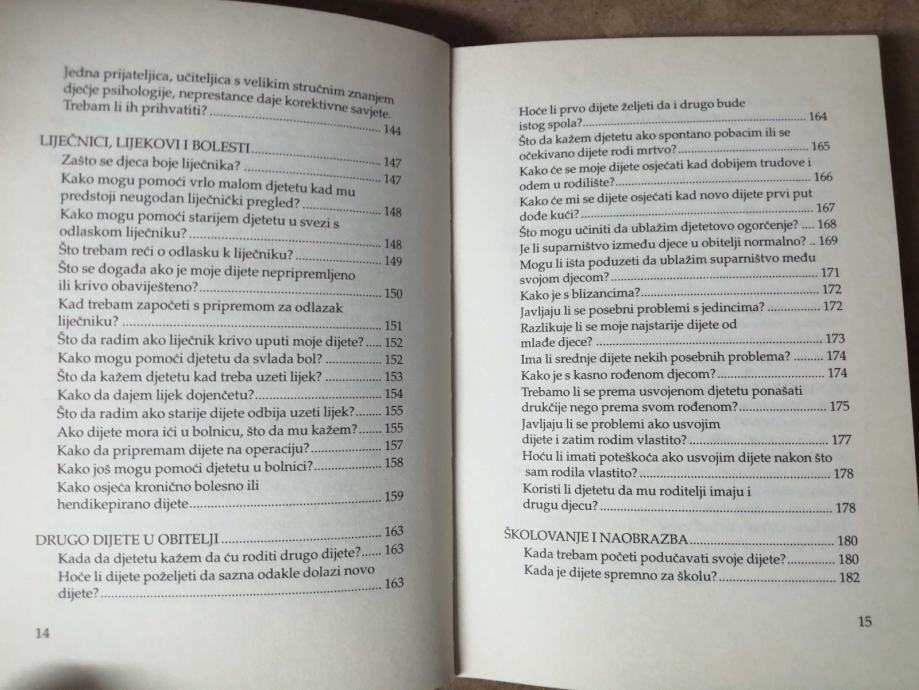 Jedna prijateljica, učiteljica s velikim stručnim znanjem
dječje psihologije, neprestance daje korektivne savjete.
Trebam li ih prihvatiti? ........ 144
LIJEČNICI, LIJEKOVI I BOLESTI ........ 147
Zašto se djeca boje liječnika? ........ 147
Kako mogu pomoći vrlo malom djetetu kad mu
predstoji neugodan liječnički pregled? ........ 148
Kako mogu pomoći starijem djetetu u svezi s
odlaskom liječniku? ........ 148
Što trebam reći o odlasku k liječniku? ........ 149
Što se događa ako je moje dijete nepripremljeno
ili krivo obaviješteno? ........ 150
Kad trebam započeti s pripremom za odlazak
liječniku? ........ 151
Što da radim ako liječnik krivo uputi moje dijete? ..... 152
Kako mogu pomoći djetetu da svlada bol? ........ 152
Što da kažem djetetu kad treba uzeti lijek? ........ 153
Kako da dajem lijek dojenčetu? ........ 154
Što da radim ako starije dijete odbija uzeti lijek? ....... 155
Ako dijete mora ići u bolnicu, što da mu kažem? ....... 155
Kako da pripremam dijete na operaciju? ........ 157
Kako još mogu pomoći djetetu u bolnici? ........ 158
Kako osjeća kronično bolesno ili
hendikepirano dijete ........ 159
DRUGO DIJETE U OBITELJI ........ 163
Kada da djetetu kažem da ću roditi drugo dijete? ...... 163
Hoće li dijete poželjeti da sazna odakle dolazi novo
dijete? ........ 163
14
Hoće li prvo dijete željeti da i drugo bude
istog spola? ........ 164
Što da kažem djetetu ako spontano pobacim ili se
očekivano dijete rodi mrtvo? ........ 165
Kako će se moje dijete osjećati kad dobijem trudove i
odem u rodilište? ........ 166
Kako će mi se dijete osjećati kad novo dijete prvi put
dođe kući? ........ 167
Što mogu učiniti da ublažim djetetovo ogorčenje? .... 168
Je li suparništvo između djece u obitelji normalno? .. 169
Mogu li išta poduzeti da ublažim suparništvo među
svojom djecom? ........ 171
Kako je s blizancima? ........ 172
Javljaju li se posebni problemi s jedincima? ........ 172
Razlikuje li se moje najstarije dijete od
mlađe djece? ........ 173
Ima li srednje dijete nekih posebnih problema? ........ 174
Kako je s kasno rođenom djecom? ........ 174
Trebamo li se prema usvojenom djetetu ponašati
drukčije nego prema svom rođenom? ........ 175
Javljaju li se problemi ako usvojim
dijete i zatim rodim vlastito? ........ 177
Hoću li imati poteškoća ako usvojim dijete nakon što
sam rodila vlastito? ........ 178
Koristi li djetetu da mu roditelji imaju i
drugu djecu? ........ 178
ŠKOLOVANJE I NAOBRAZBA ........ 180
Kada trebam početi podučavati svoje dijete? ........ 180
Kada je dijete spremno za školu? ........ 182
15